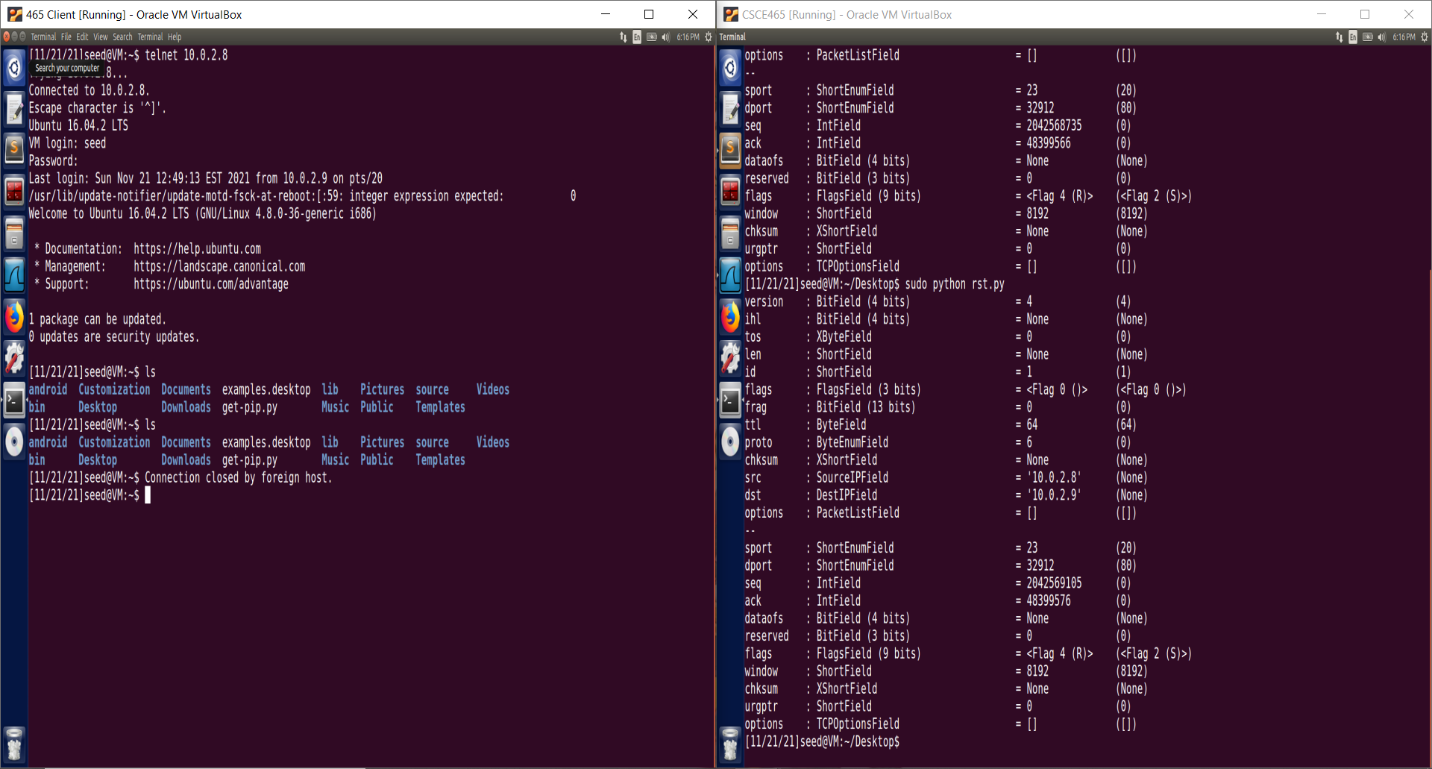 465 Client [Running] - Oracle VM VirtualBox
Terminal File Edit View Search Terminal Help
En
6:16 PM
[11/21/21]seed@VM:~$ telnet 10.0.2.8
Search your computer
8...
Connected to 10.0.2.8.
Escape character is '^]'.
Ubuntu 16.04.2 LTS
VM login: seed
Password:
Last login: Sun Nov 21 12:49:13 EST 2021 from 10.0.2.9 on pts/20
/usr/lib/update-notifier/update-motd-fsck-at-reboot:[:59: integer expression expected: 0
Welcome to Ubuntu 16.04.2 LTS (GNU/Linux 4.8.0-36-generic i686)
* Documentation: https://help.ubuntu.com
* Management: https://landscape.canonical.com
* Support: https://ubuntu.com/advantage
1 package can be updated.
0 updates are security updates.
[11/21/21]seed@VM:~$ ls
android Customization Documents examples.desktop lib Pictures source Videos
bin Desktop Downloads get-pip.py Music Public Templates
[11/21/21]seed@VM:~$ ls
android Customization Documents examples.desktop lib Pictures source Videos
bin Desktop Downloads get-pip.py Music Public Templates
[11/21/21]seed@VM:~$ Connection closed by foreign host.
[11/21/21]seed@VM:~$
CSCE465 [Running] - Oracle VM VirtualBox
Terminal
En
6:16 PM
options : PacketListField = [] ([])
--
sport : ShortEnumField = 23 (20)
dport : ShortEnumField = 32912 (80)
seq : IntField = 2042568735 (0)
ack : IntField = 48399566 (0)
dataofs : BitField (4 bits) = None (None)
reserved : BitField (3 bits) = 0 (0)
flags : FlagsField (9 bits) = <Flag 4 (R)> (<Flag 2 (S)>)
window : ShortField = 8192 (8192)
chksum : XShortField = None (None)
urgptr : ShortField = 0 (0)
options : TCPOptionsField = [] ([])
[11/21/21]seed@VM:~/Desktop$ sudo python rst.py
version : BitField (4 bits) = 4 (4)
ihl : BitField (4 bits) = None (None)
tos : XByteField = 0 (0)
len : ShortField = None (None)
id : ShortField = 1 (1)
flags : FlagsField (3 bits) = <Flag 0 ()> (<Flag 0 ()>)
frag : BitField (13 bits) = 0 (0)
ttl : ByteField = 64 (64)
proto : ByteEnumField = 6 (0)
chksum : XShortField = None (None)
src : SourceIPField = '10.0.2.8' (None)
dst : DestIPField = '10.0.2.9' (None)
options : PacketListField = [] ([])
--
sport : ShortEnumField = 23 (20)
dport : ShortEnumField = 32912 (80)
seq : IntField = 2042569105 (0)
ack : IntField = 48399576 (0)
dataofs : BitField (4 bits) = None (None)
reserved : BitField (3 bits) = 0 (0)
flags : FlagsField (9 bits) = <Flag 4 (R)> (<Flag 2 (S)>)
window : ShortField = 8192 (8192)
chksum : XShortField = None (None)
urgptr : ShortField = 0 (0)
options : TCPOptionsField = [] ([])
[11/21/21]seed@VM:~/Desktop$